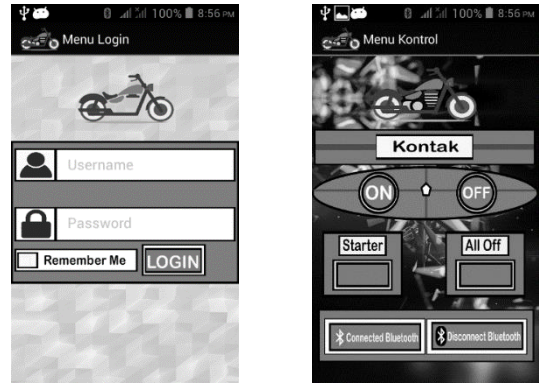 100% 8:56 PM
Menu Login
Username
Password
Remember Me LOGIN
100% 8:56 PM
Menu Kontrol
Kontak
ON OFF
Starter All Off
Connected Bluetooth Disconnect Bluetooth